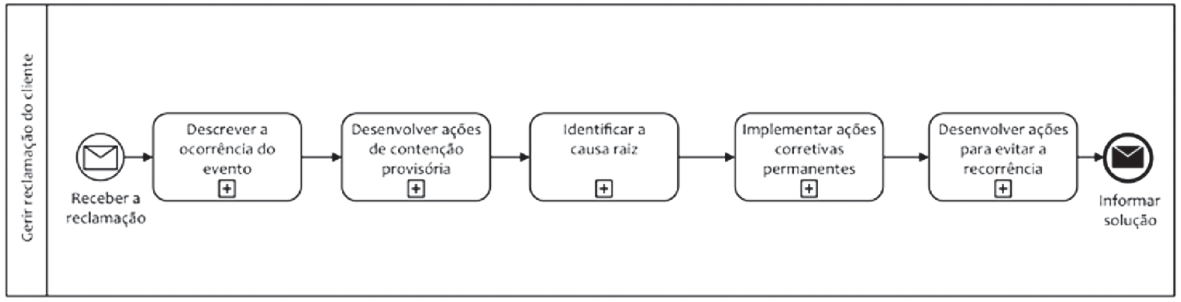 Gerir reclamação do cliente
Receber a
reclamação
Descrever a
ocorrência do
evento
Desenvolver ações
de contenção
provisória
Identificar a
causa raiz
Implementar ações
corretivas
permanentes
Desenvolver ações
para evitar a
recorrência
Informar
solução